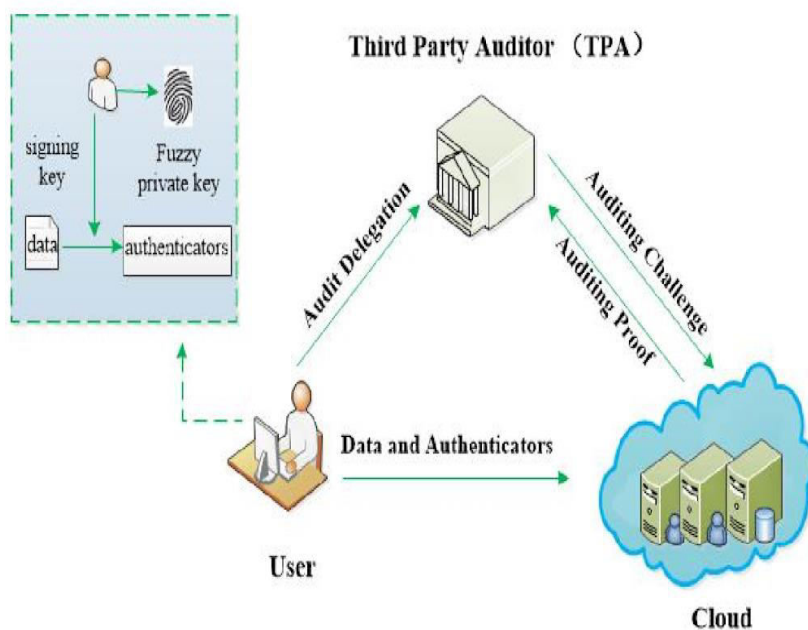 Third Party Auditor （TPA）
signing
key
Fuzzy
private key
data
authenticators
Audit Delegation
Auditing Challenge
Auditing Proof
Data and Authenticators
User
Cloud